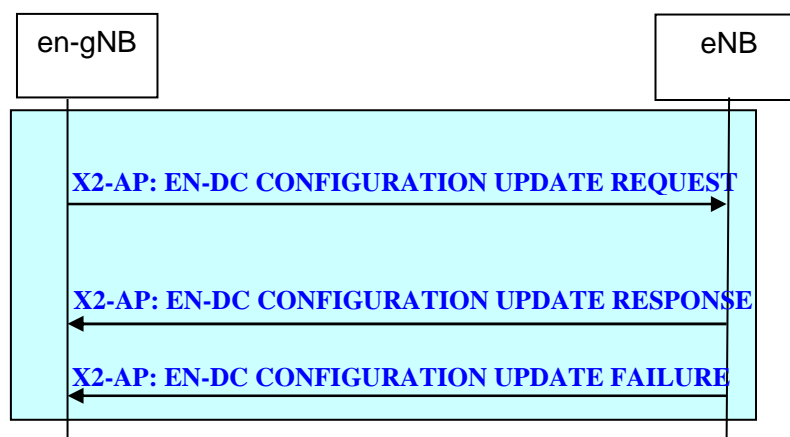 en-gNB
eNB
X2-AP: EN-DC CONFIGURATION UPDATE REQUEST
X2-AP: EN-DC CONFIGURATION UPDATE RESPONSE
X2-AP: EN-DC CONFIGURATION UPDATE FAILURE